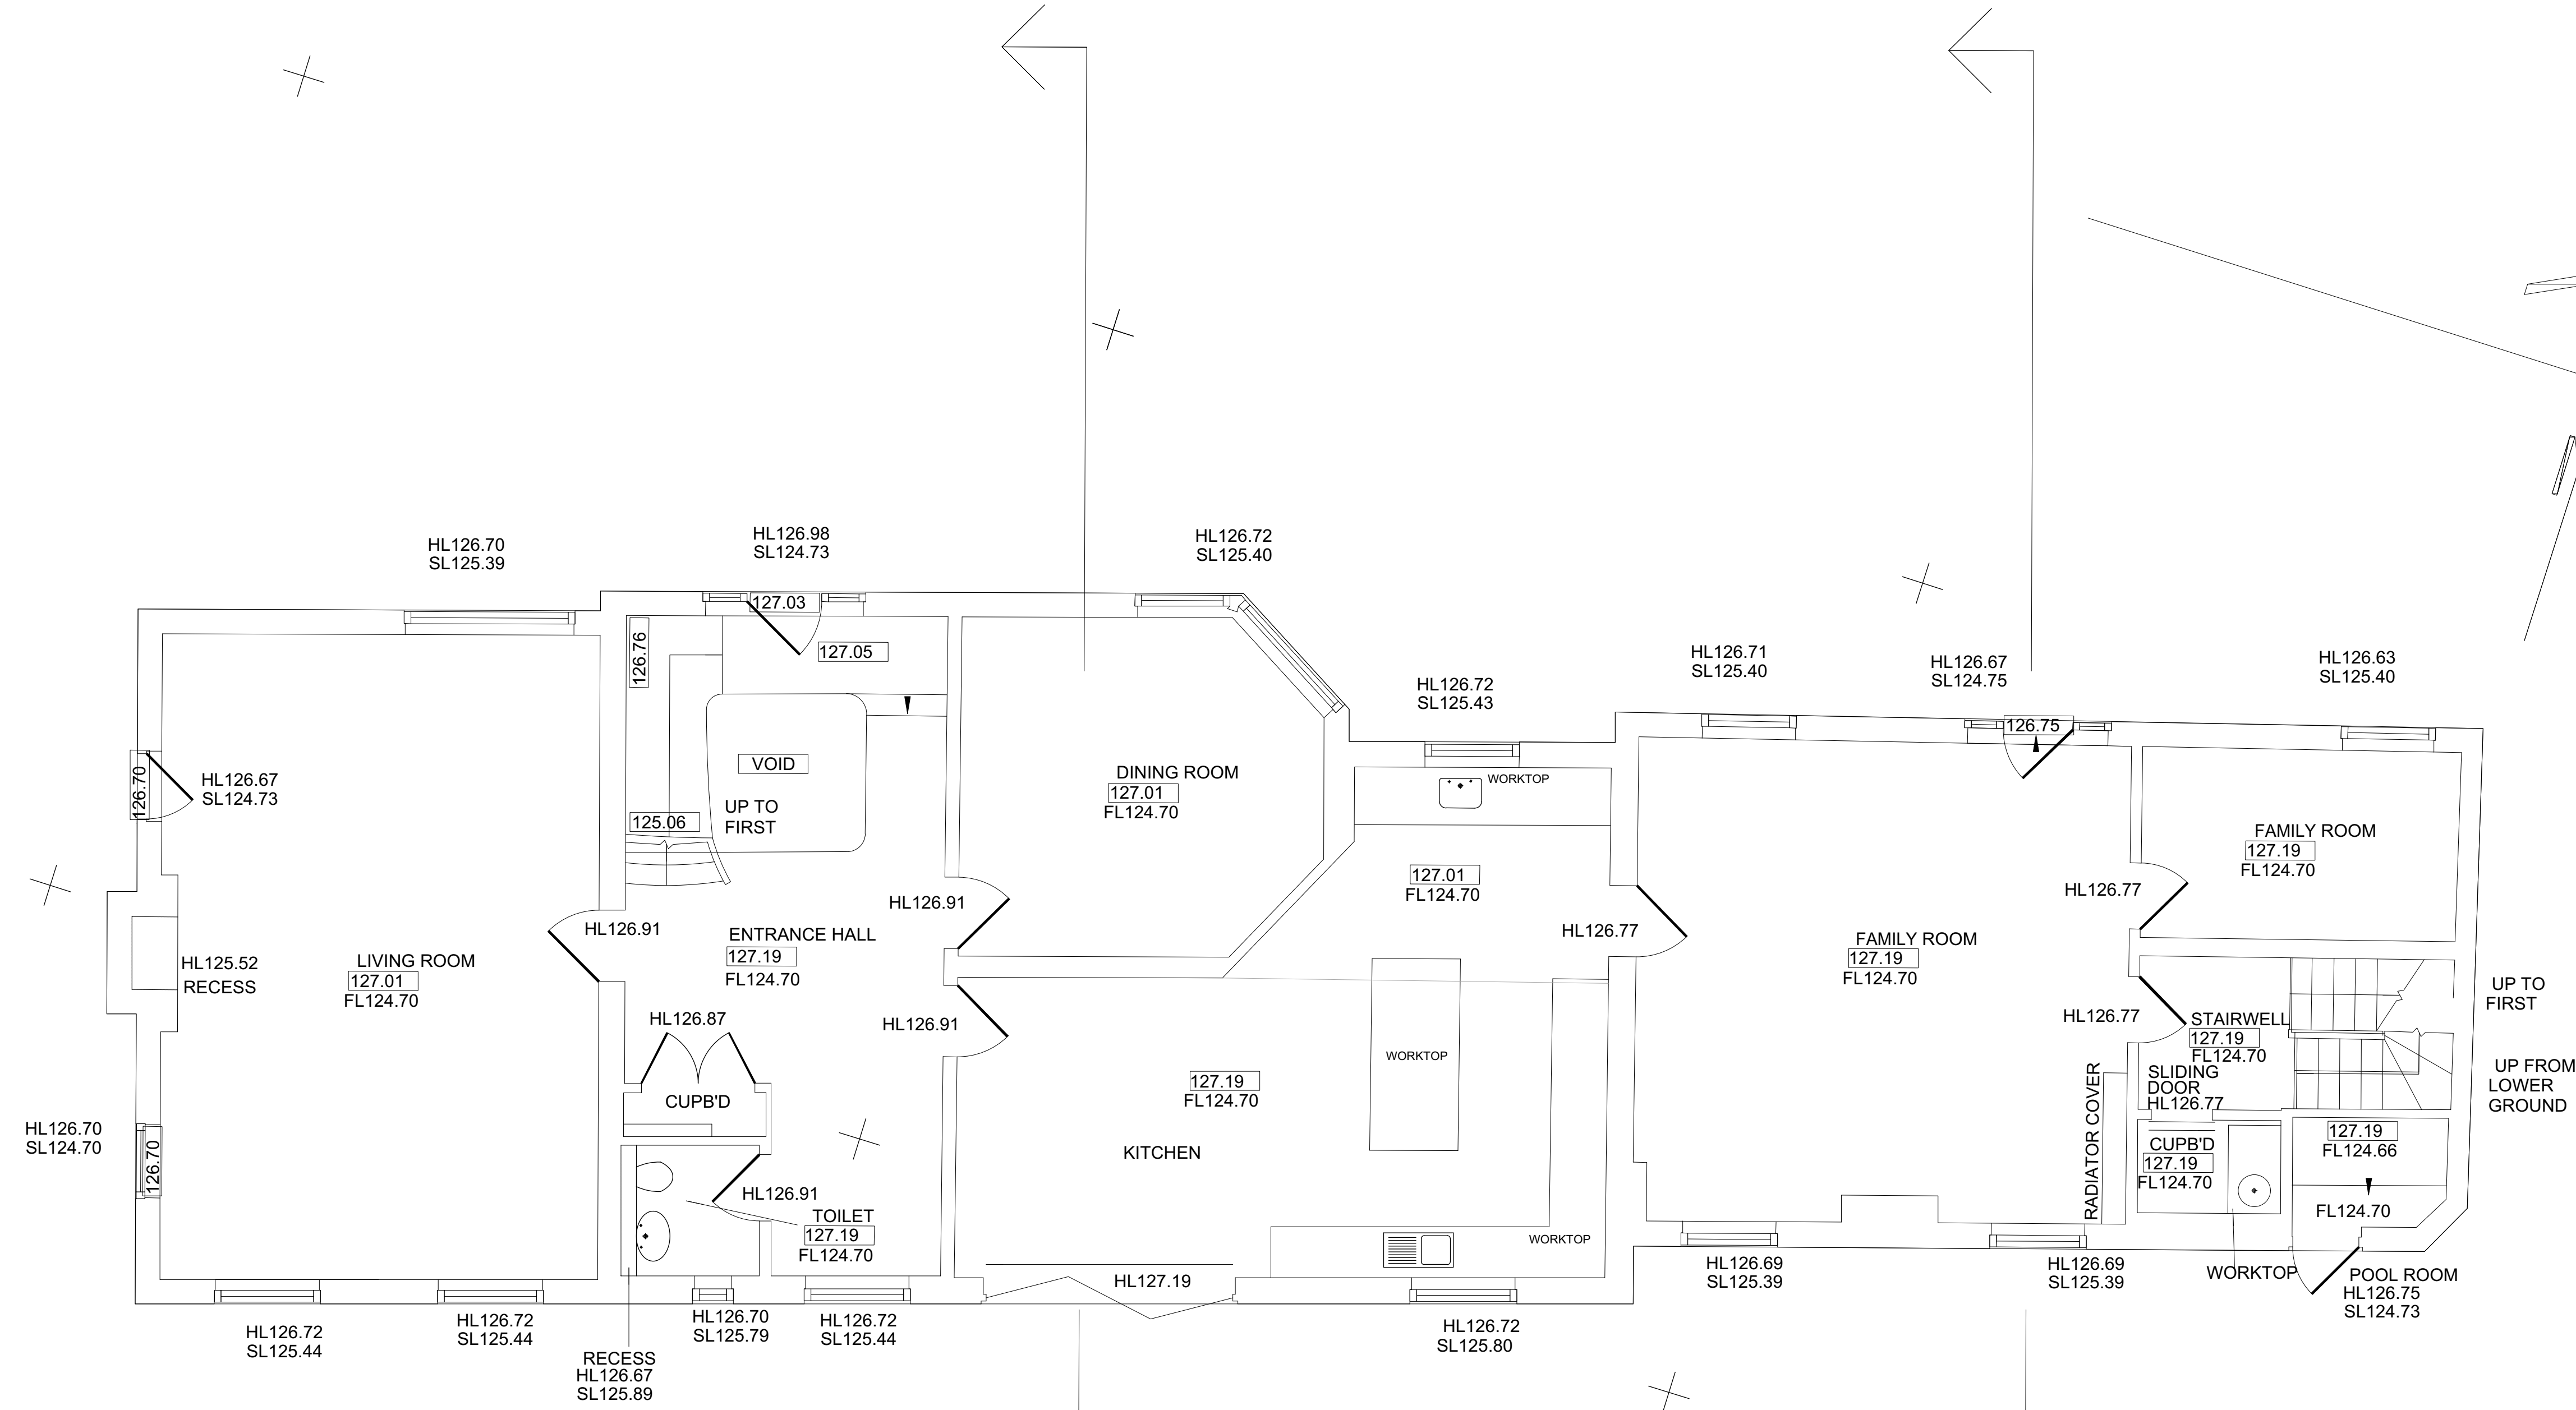 HL126.70
SL125.39
HL126.98
SL124.73
HL126.72
SL125.40
127.03
127.05
126.76
HL126.72
SL125.43
HL126.71
SL125.40
HL126.67
SL124.75
HL126.63
SL125.40
126.75
126.70
HL126.67
SL124.73
VOID
UP TO
FIRST
125.06
DINING ROOM
127.01
FL124.70
WORKTOP
127.01
FL124.70
FAMILY ROOM
127.19
FL124.70
HL126.91
HL126.91
HL126.77
HL126.77
ENTRANCE HALL
127.19
FL124.70
FAMILY ROOM
127.19
FL124.70
HL125.52
RECESS
LIVING ROOM
127.01
FL124.70
UP TO
FIRST
HL126.87
HL126.91
HL126.77
STAIRWELL
127.19
FL124.70
WORKTOP
127.19
FL124.70
UP FROM
LOWER
GROUND
SLIDING
DOOR
HL126.77
CUPB'D
RADIATOR COVER
HL126.70
SL124.70
126.70
KITCHEN
CUPB'D
127.19
FL124.70
127.19
FL124.66
HL126.91
TOILET
127.19
FL124.70
FL124.70
WORKTOP
HL127.19
HL126.69
SL125.39
HL126.69
SL125.39
WORKTOP
POOL ROOM
HL126.75
SL124.73
HL126.72
SL125.44
HL126.72
SL125.44
HL126.70
SL125.79
HL126.72
SL125.44
HL126.72
SL125.80
RECESS
HL126.67
SL125.89